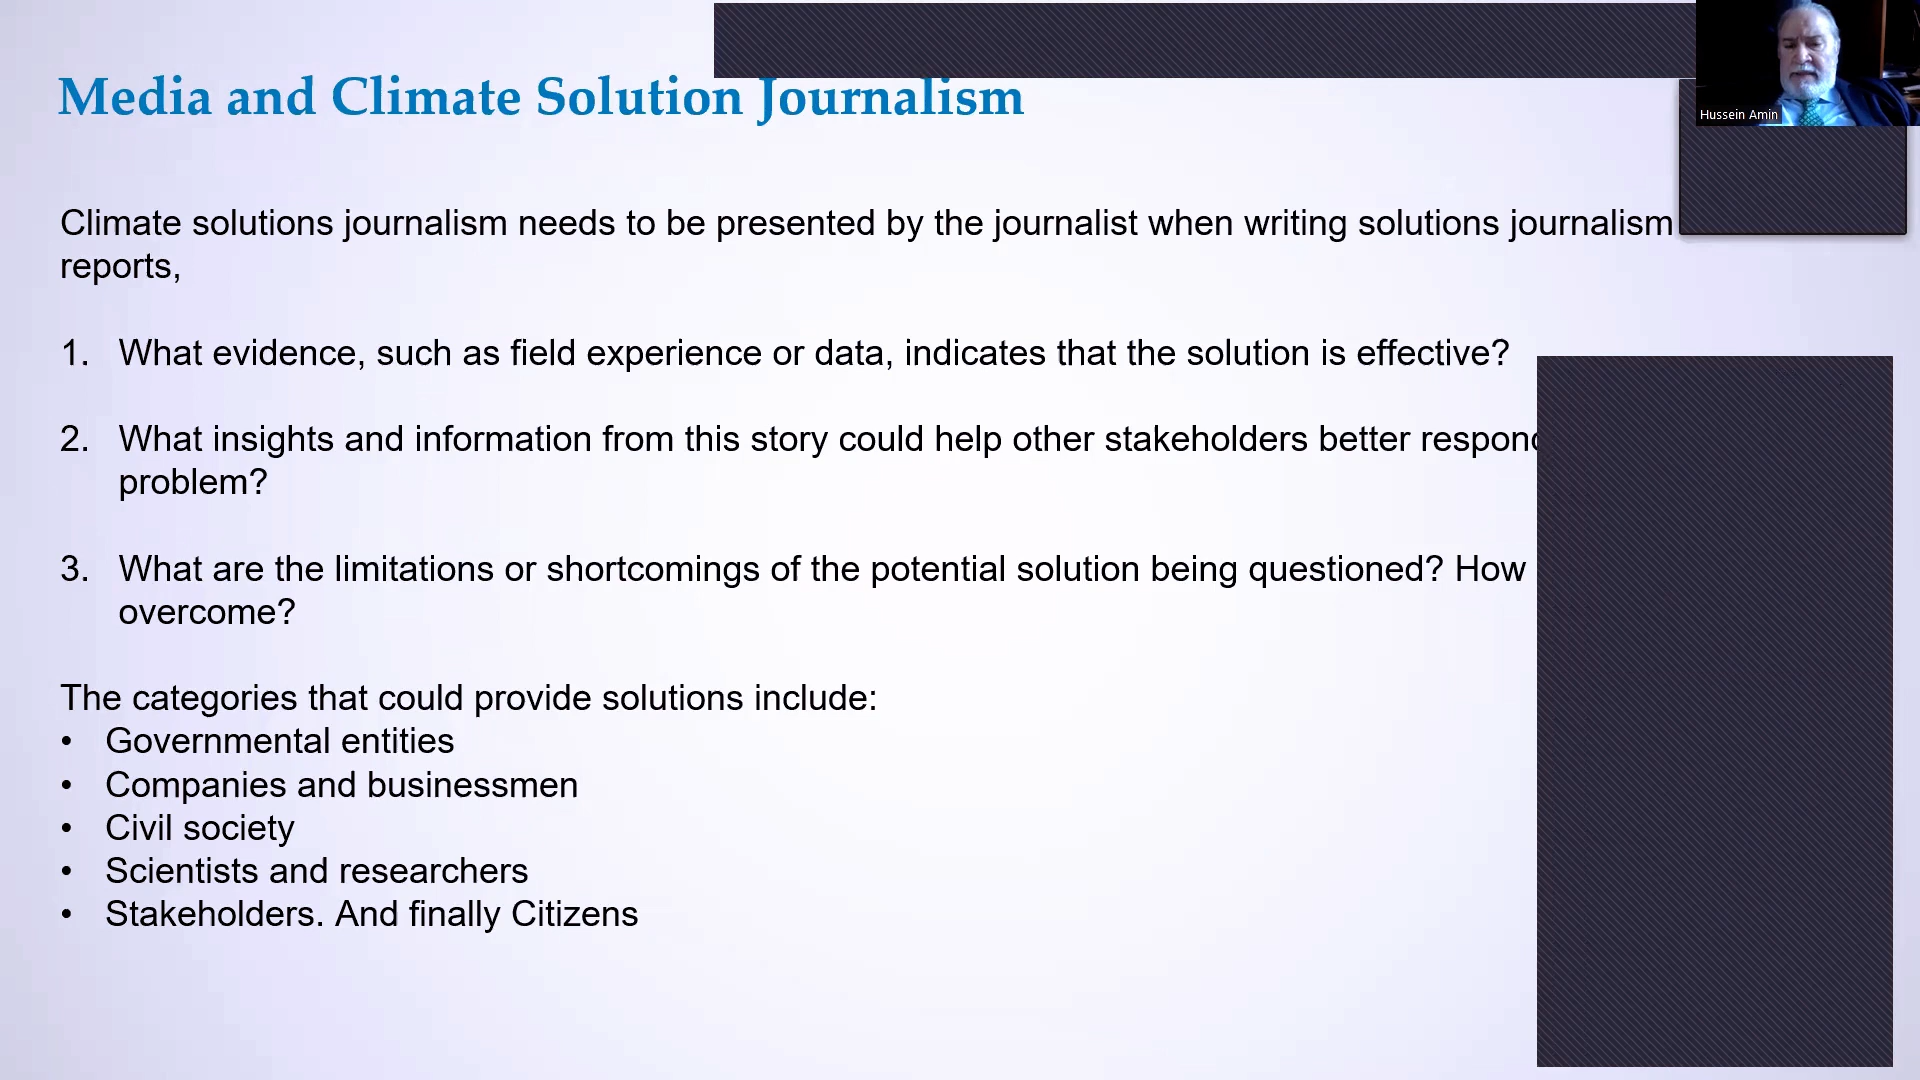 Media and Climate Solution Journalism
Hussein Amin
Climate solutions journalism needs to be presented by the journalist when writing solutions journalism
reports,
1. What evidence, such as field experience or data, indicates that the solution is effective?
2. What insights and information from this story could help other stakeholders better respond
problem?
3. What are the limitations or shortcomings of the potential solution being questioned? How
overcome?
The categories that could provide solutions include:
• Governmental entities
• Companies and businessmen
• Civil society
• Scientists and researchers
• Stakeholders. And finally Citizens